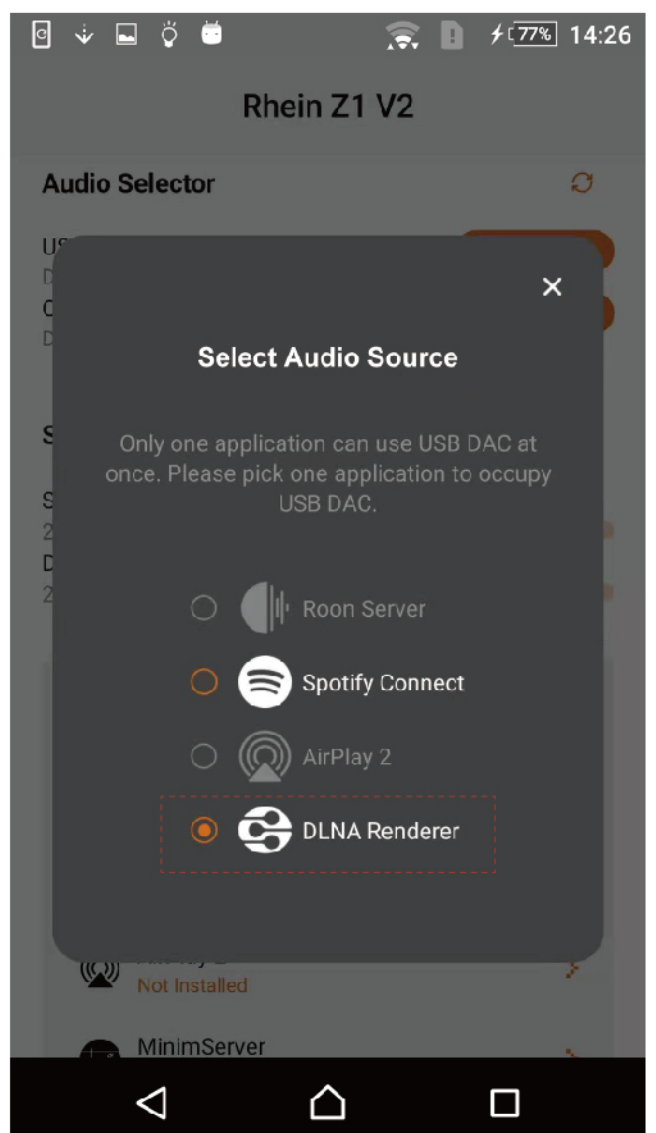 77% 14:26
Rhein Z1 V2
Audio Selector
Select Audio Source
Only one application can use USB DAC at
once. Please pick one application to occupy
USB DAC.
Roon Server
Spotify Connect
AirPlay 2
DLNA Renderer
Not Installed
MinimServer